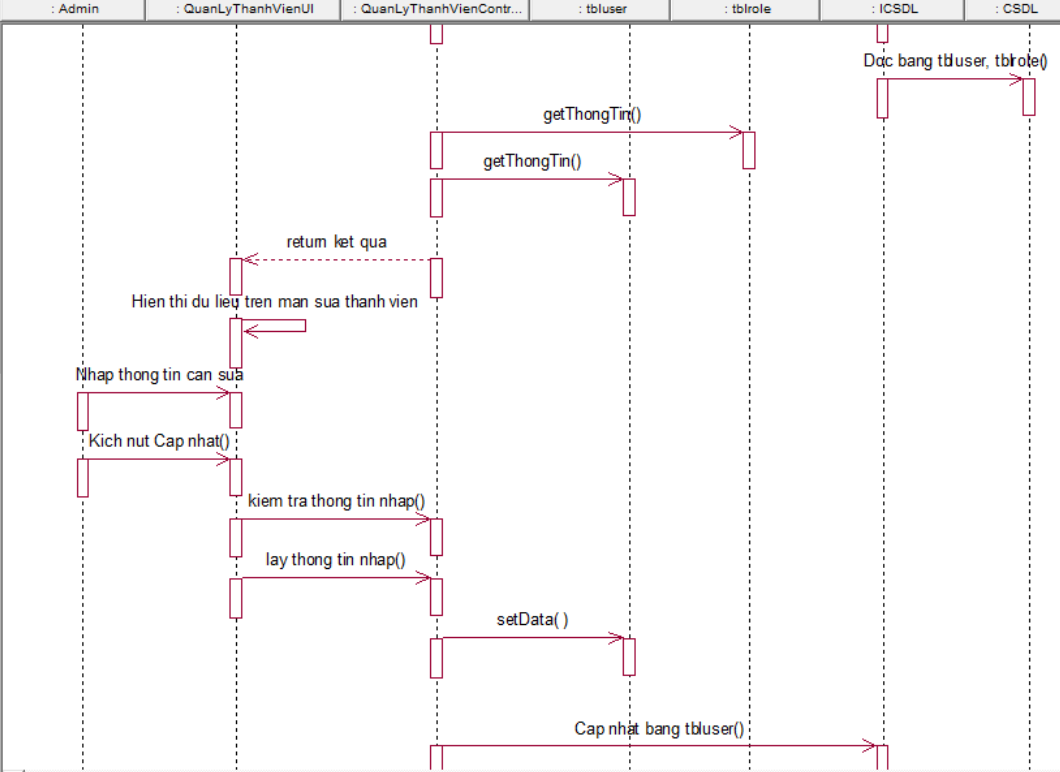 : Admin
: QuanLyThanhVienUI
: QuanLyThanhVienContr...
: tbluser
: tblrole
: ICSDL
: CSDL
Doc bang tbluser, tblrole()
getThongTin()
getThongTin()
return ket qua
Hien thi du lieu tren man sua thanh vien
Nhap thong tin can sua
Kich nut Cap nhat()
kiem tra thong tin nhap()
lay thong tin nhap()
setData( )
Cap nhat bang tbluser()